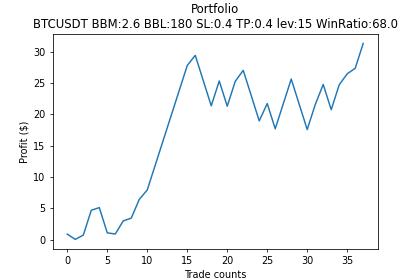 Portfolio
BTCUSDT BBM:2.6 BBL:180 SL:0.4 TP:0.4 lev:15 WinRatio:68.0
30
25
20
15
10
5
0
Profit ($)
0 5 10 15 20 25 30 35
Trade counts